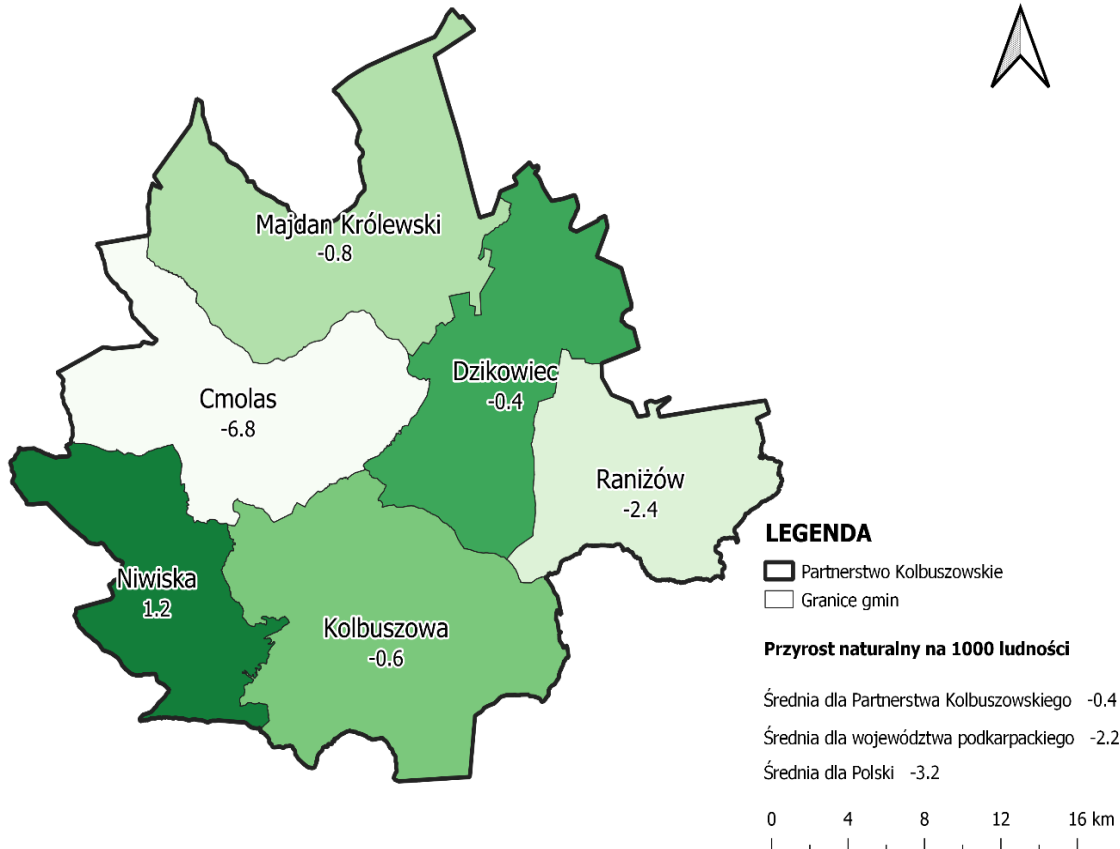 Majdan Królewski
-0.8
Dzikowiec
-0.4
Cmolas
-6.8
Raniżów
-2.4
Niwiska
1.2
Kolbuszowa
-0.6
LEGENDA
Partnerstwo Kolbuszowskie
Granice gmin
Przyrost naturalny na 1000 ludności
Średnia dla Partnerstwa Kolbuszowskiego -0.4
Średnia dla województwa podkarpackiego -2.2
Średnia dla Polski -3.2
0 4 8 12 16 km